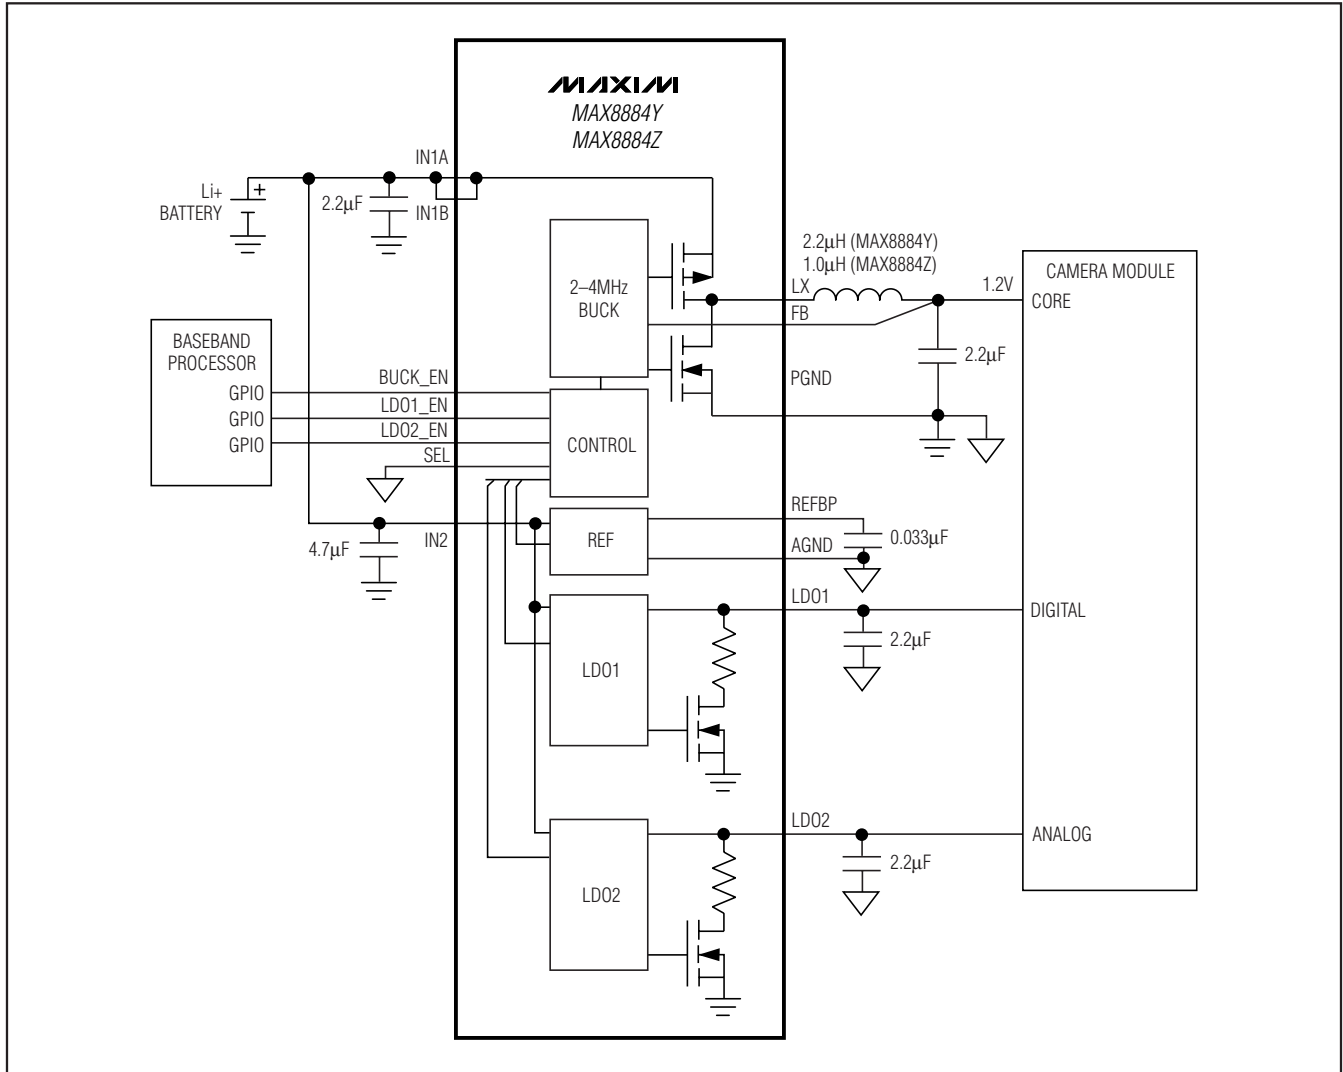 MAXIM
MAX8884Y
MAX8884Z
IN1A
Li+
BATTERY
+
2.2µF
IN1B
2–4MHz
BUCK
2.2µH (MAX8884Y)
1.0µH (MAX8884Z)
LX
FB
1.2V
CAMERA MODULE
CORE
2.2µF
PGND
BASEBAND
PROCESSOR
GPIO
GPIO
GPIO
BUCK_EN
LDO1_EN
LDO2_EN
SEL
CONTROL
4.7µF
IN2
REF
REFBP
AGND
0.033µF
LDO1
DIGITAL
2.2µF
LDO1
LDO2
ANALOG
2.2µF
LDO2